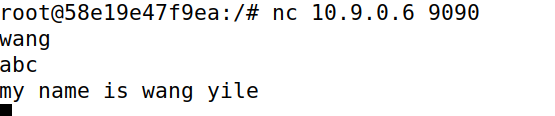 root@58e19e47f9ea:/# nc 10.9.0.6 9090
wang
abc
my name is wang yile